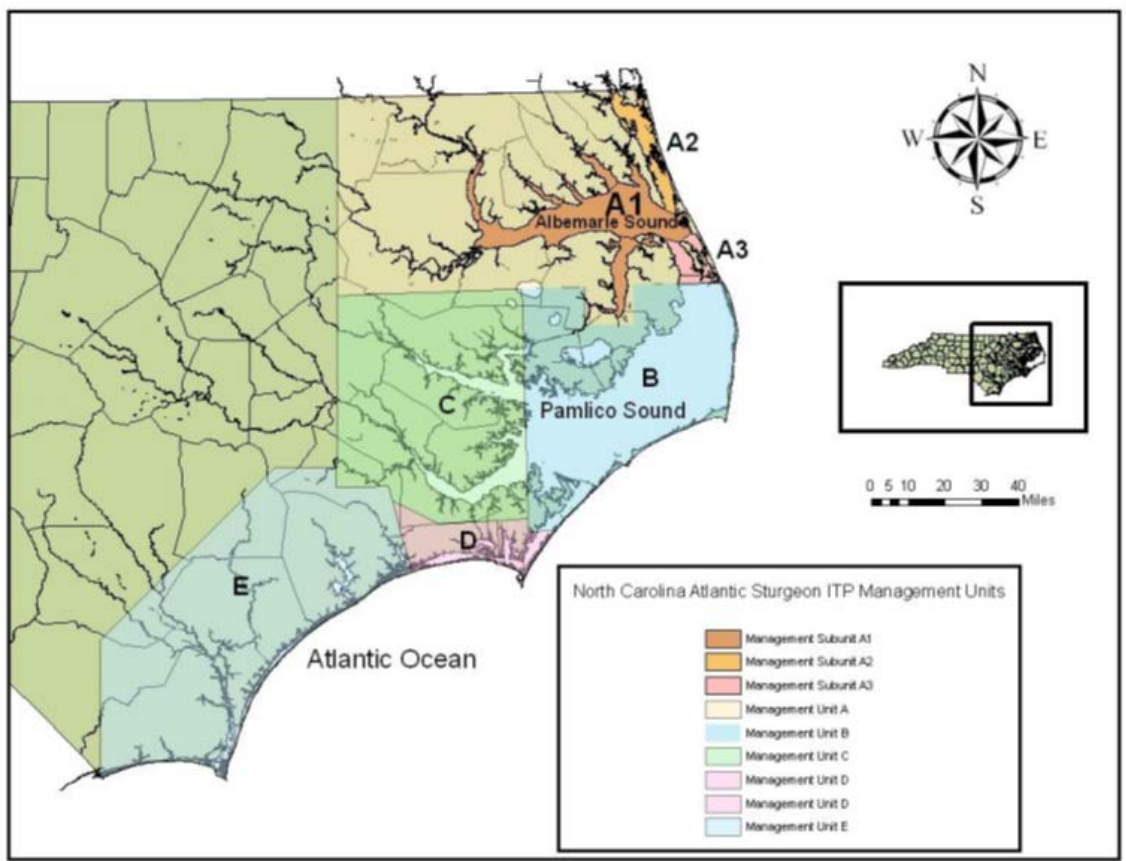 N
W E
S
A2
A1
Albemarle Sound
A3
B
C
Pamlico Sound
D
E
Atlantic Ocean
0 5 10 20 30 40
Miles
North Carolina Atlantic Sturgeon ITP Management Units
Management Subunit A1
Management Subunit A2
Management Subunit A3
Management Unit A
Management Unit B
Management Unit C
Management Unit D
Management Unit D
Management Unit E